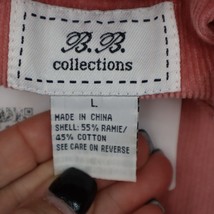 B.B.
collections
L
MADE IN CHINA
SHELL: 55% RAMIE/
45% COTTON
SEE CARE ON REVERSE